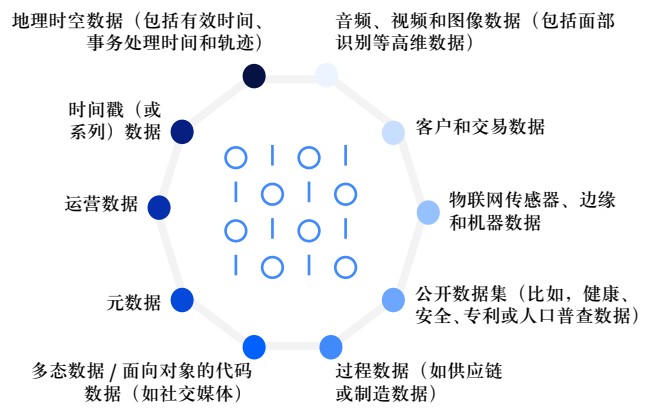 地理时空数据（包括有效时间、
事务处理时间和轨迹）
音频、视频和图像数据（包括面部
识别等高维数据）
时间戳（或
系列）数据
客户和交易数据
运营数据
物联网传感器、边缘
和机器数据
元数据
公开数据集（比如，健康、
安全、专利或人口普查数据）
多态数据 / 面向对象的代码
数据（如社交媒体）
过程数据（如供应链
或制造数据）